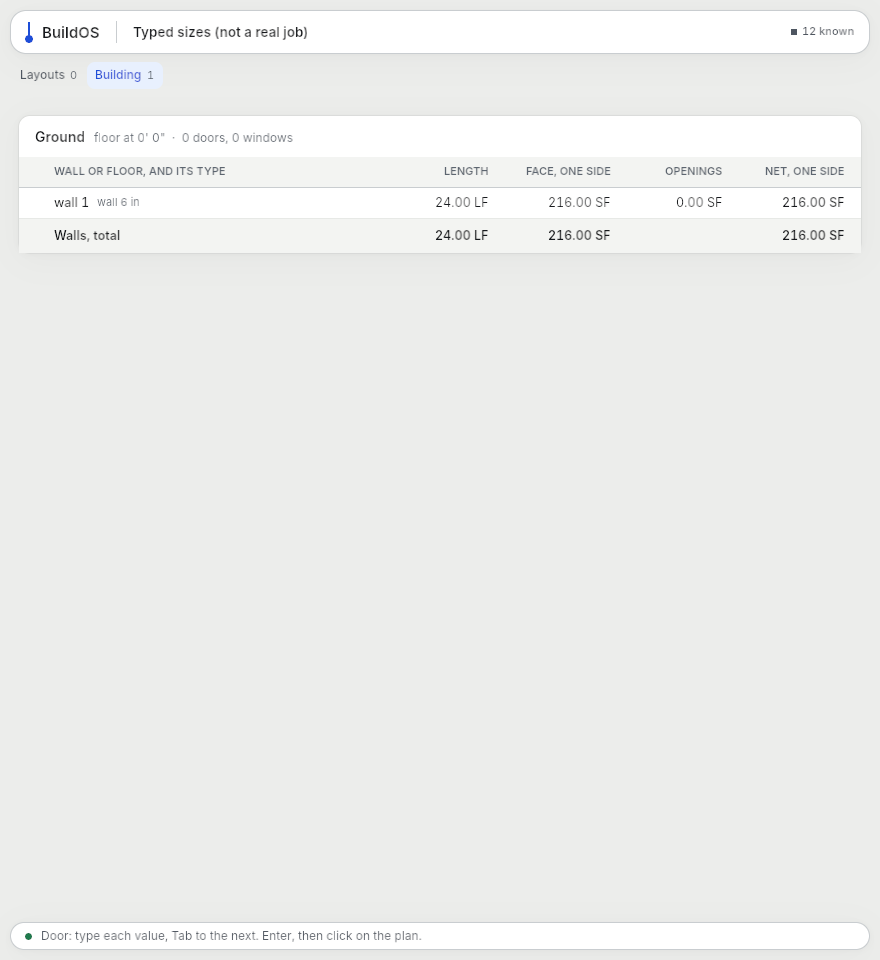 BuildOS
Typed sizes (not a real job)
12 known
Layouts 0 Building 1
Ground floor at 0' 0" · 0 doors, 0 windows
WALL OR FLOOR, AND ITS TYPE LENGTH FACE, ONE SIDE OPENINGS NET, ONE SIDE
wall 1 wall 6 in 24.00 LF 216.00 SF 0.00 SF 216.00 SF
Walls, total 24.00 LF 216.00 SF 216.00 SF
Door: type each value, Tab to the next. Enter, then click on the plan.